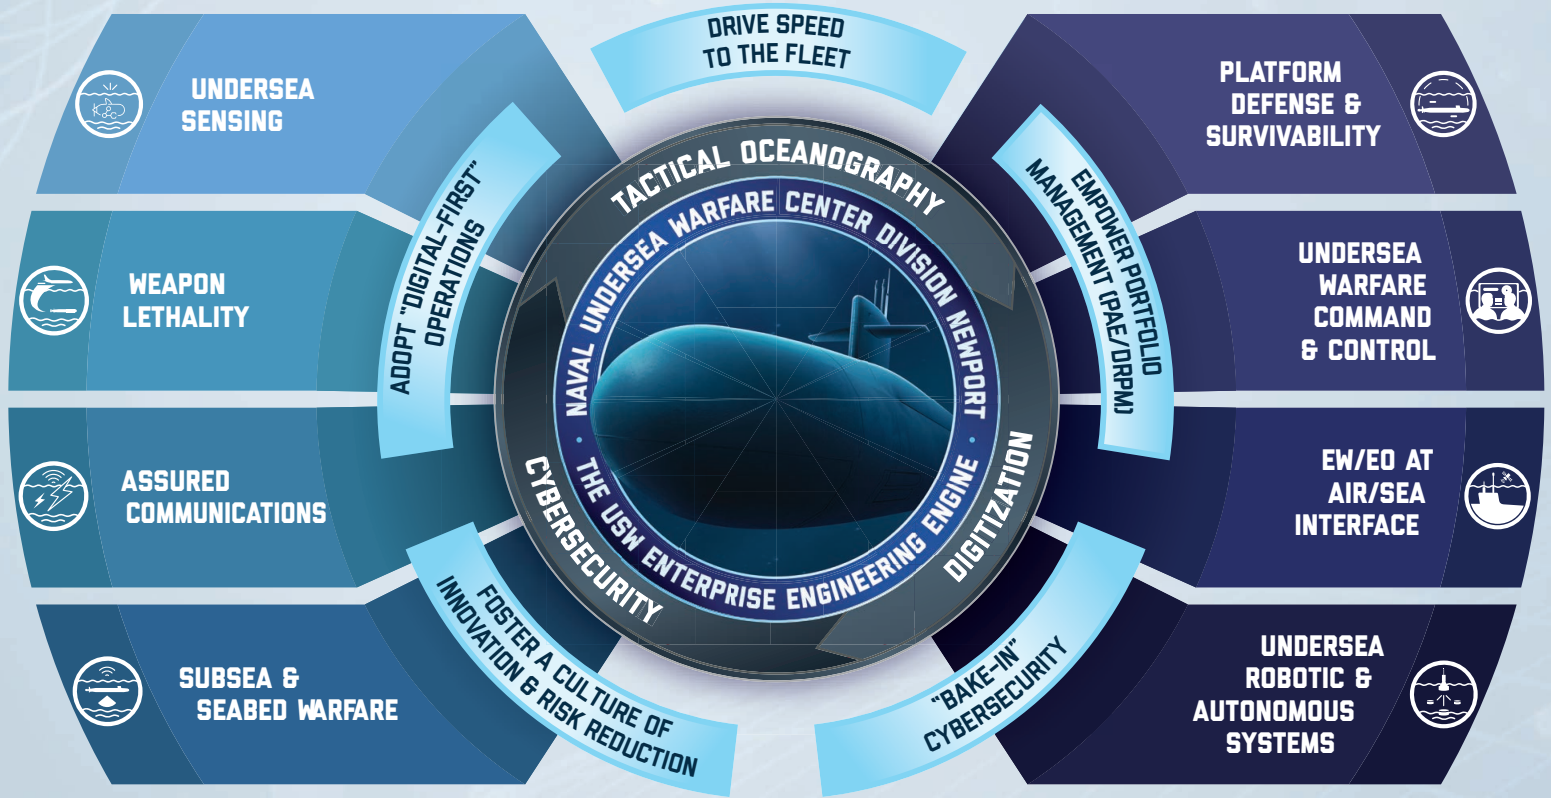 DRIVE SPEED
TO THE FLEET
UNDERSEA
SENSING
WEAPON
LETHALITY
ASSURED
COMMUNICATIONS
SUBSEA &
SEABED WARFARE
ADOPT "DIGITAL-FIRST"
OPERATIONS
FOSTER A CULTURE OF
INNOVATION & RISK REDUCTION
TACTICAL OCEANOGRAPHY
CYBERSECURITY
DIGITIZATION
NAVAL UNDERSEA WARFARE CENTER DIVISION NEWPORT
• THE USW ENTERPRISE ENGINEERING ENGINE •
EMPOWER PORTFOLIO
MANAGEMENT (PAE/DRPM)
"BAKE-IN"
CYBERSECURITY
PLATFORM
DEFENSE &
SURVIVABILITY
UNDERSEA
WARFARE
COMMAND
& CONTROL
EW/EO AT
AIR/SEA
INTERFACE
UNDERSEA
ROBOTIC &
AUTONOMOUS
SYSTEMS